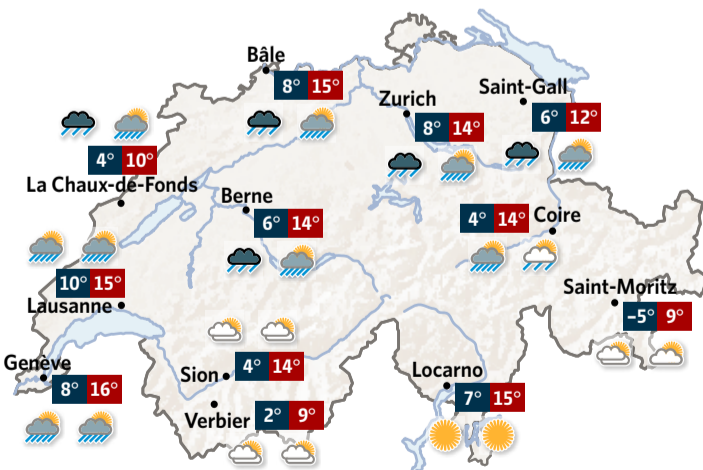 Bâle
8° 15°
Zurich
8° 14°
Saint-Gall
6° 12°
4° 10°
La Chaux-de-Fonds
Berne
6° 14°
4° 14° Coire
10° 15°
Lausanne
Saint-Moritz
–5° 9°
Genève
8° 16°
Sion 4° 14°
Verbier 2° 9°
Locarno
7° 15°